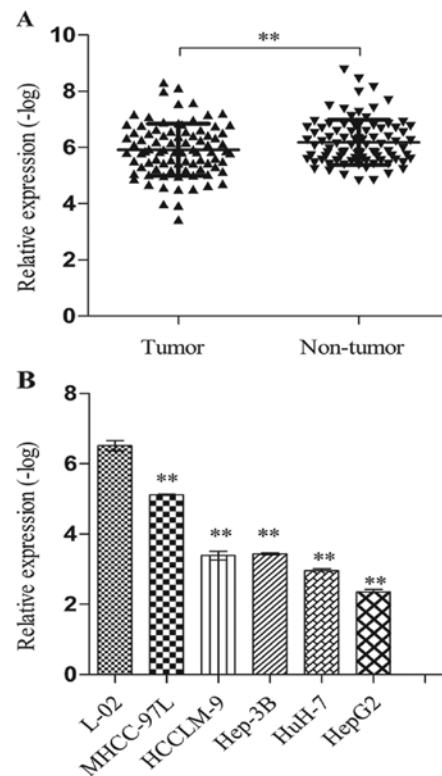 A
Relative expression (-log)
10
8
6
4
2
0
**
Tumor
Non-tumor
B
Relative expression (-log)
8
6
4
2
0
**
**
**
**
**
L-02
MHCC-97L
HCCLM-9
Hep-3B
HuH-7
HepG2